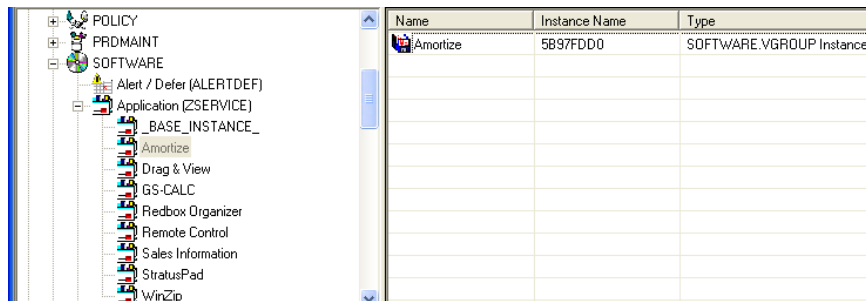 POLICY
PRDMAINT
SOFTWARE
Alert / Defer (ALERTDEF)
Application (ZSERVICE)
_BASE_INSTANCE_
Amortize
Drag & View
GS-CALC
Redbox Organizer
Remote Control
Sales Information
StratusPad
WinZip
Name Instance Name Type
Amortize 5B97FDD0 SOFTWARE.VGROUP Instance